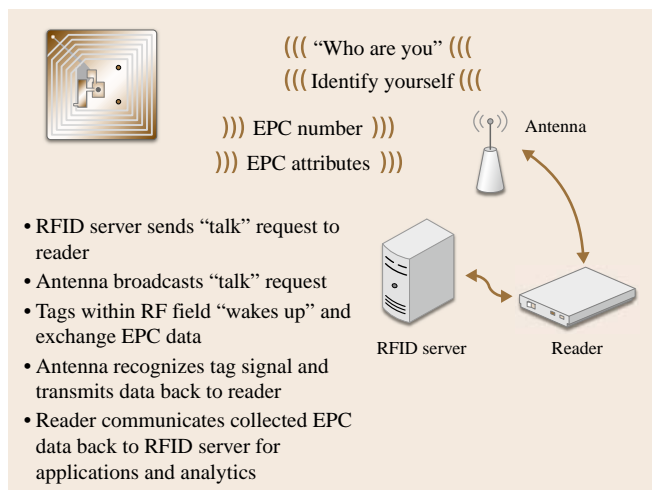 ((( “Who are you” (((
((( Identify yourself (((
))) EPC number )))
))) EPC attributes )))
Antenna
• RFID server sends “talk” request to
reader
• Antenna broadcasts “talk” request
• Tags within RF field “wakes up” and
exchange EPC data
• Antenna recognizes tag signal and
transmits data back to reader
• Reader communicates collected EPC
data back to RFID server for
applications and analytics
RFID server
Reader